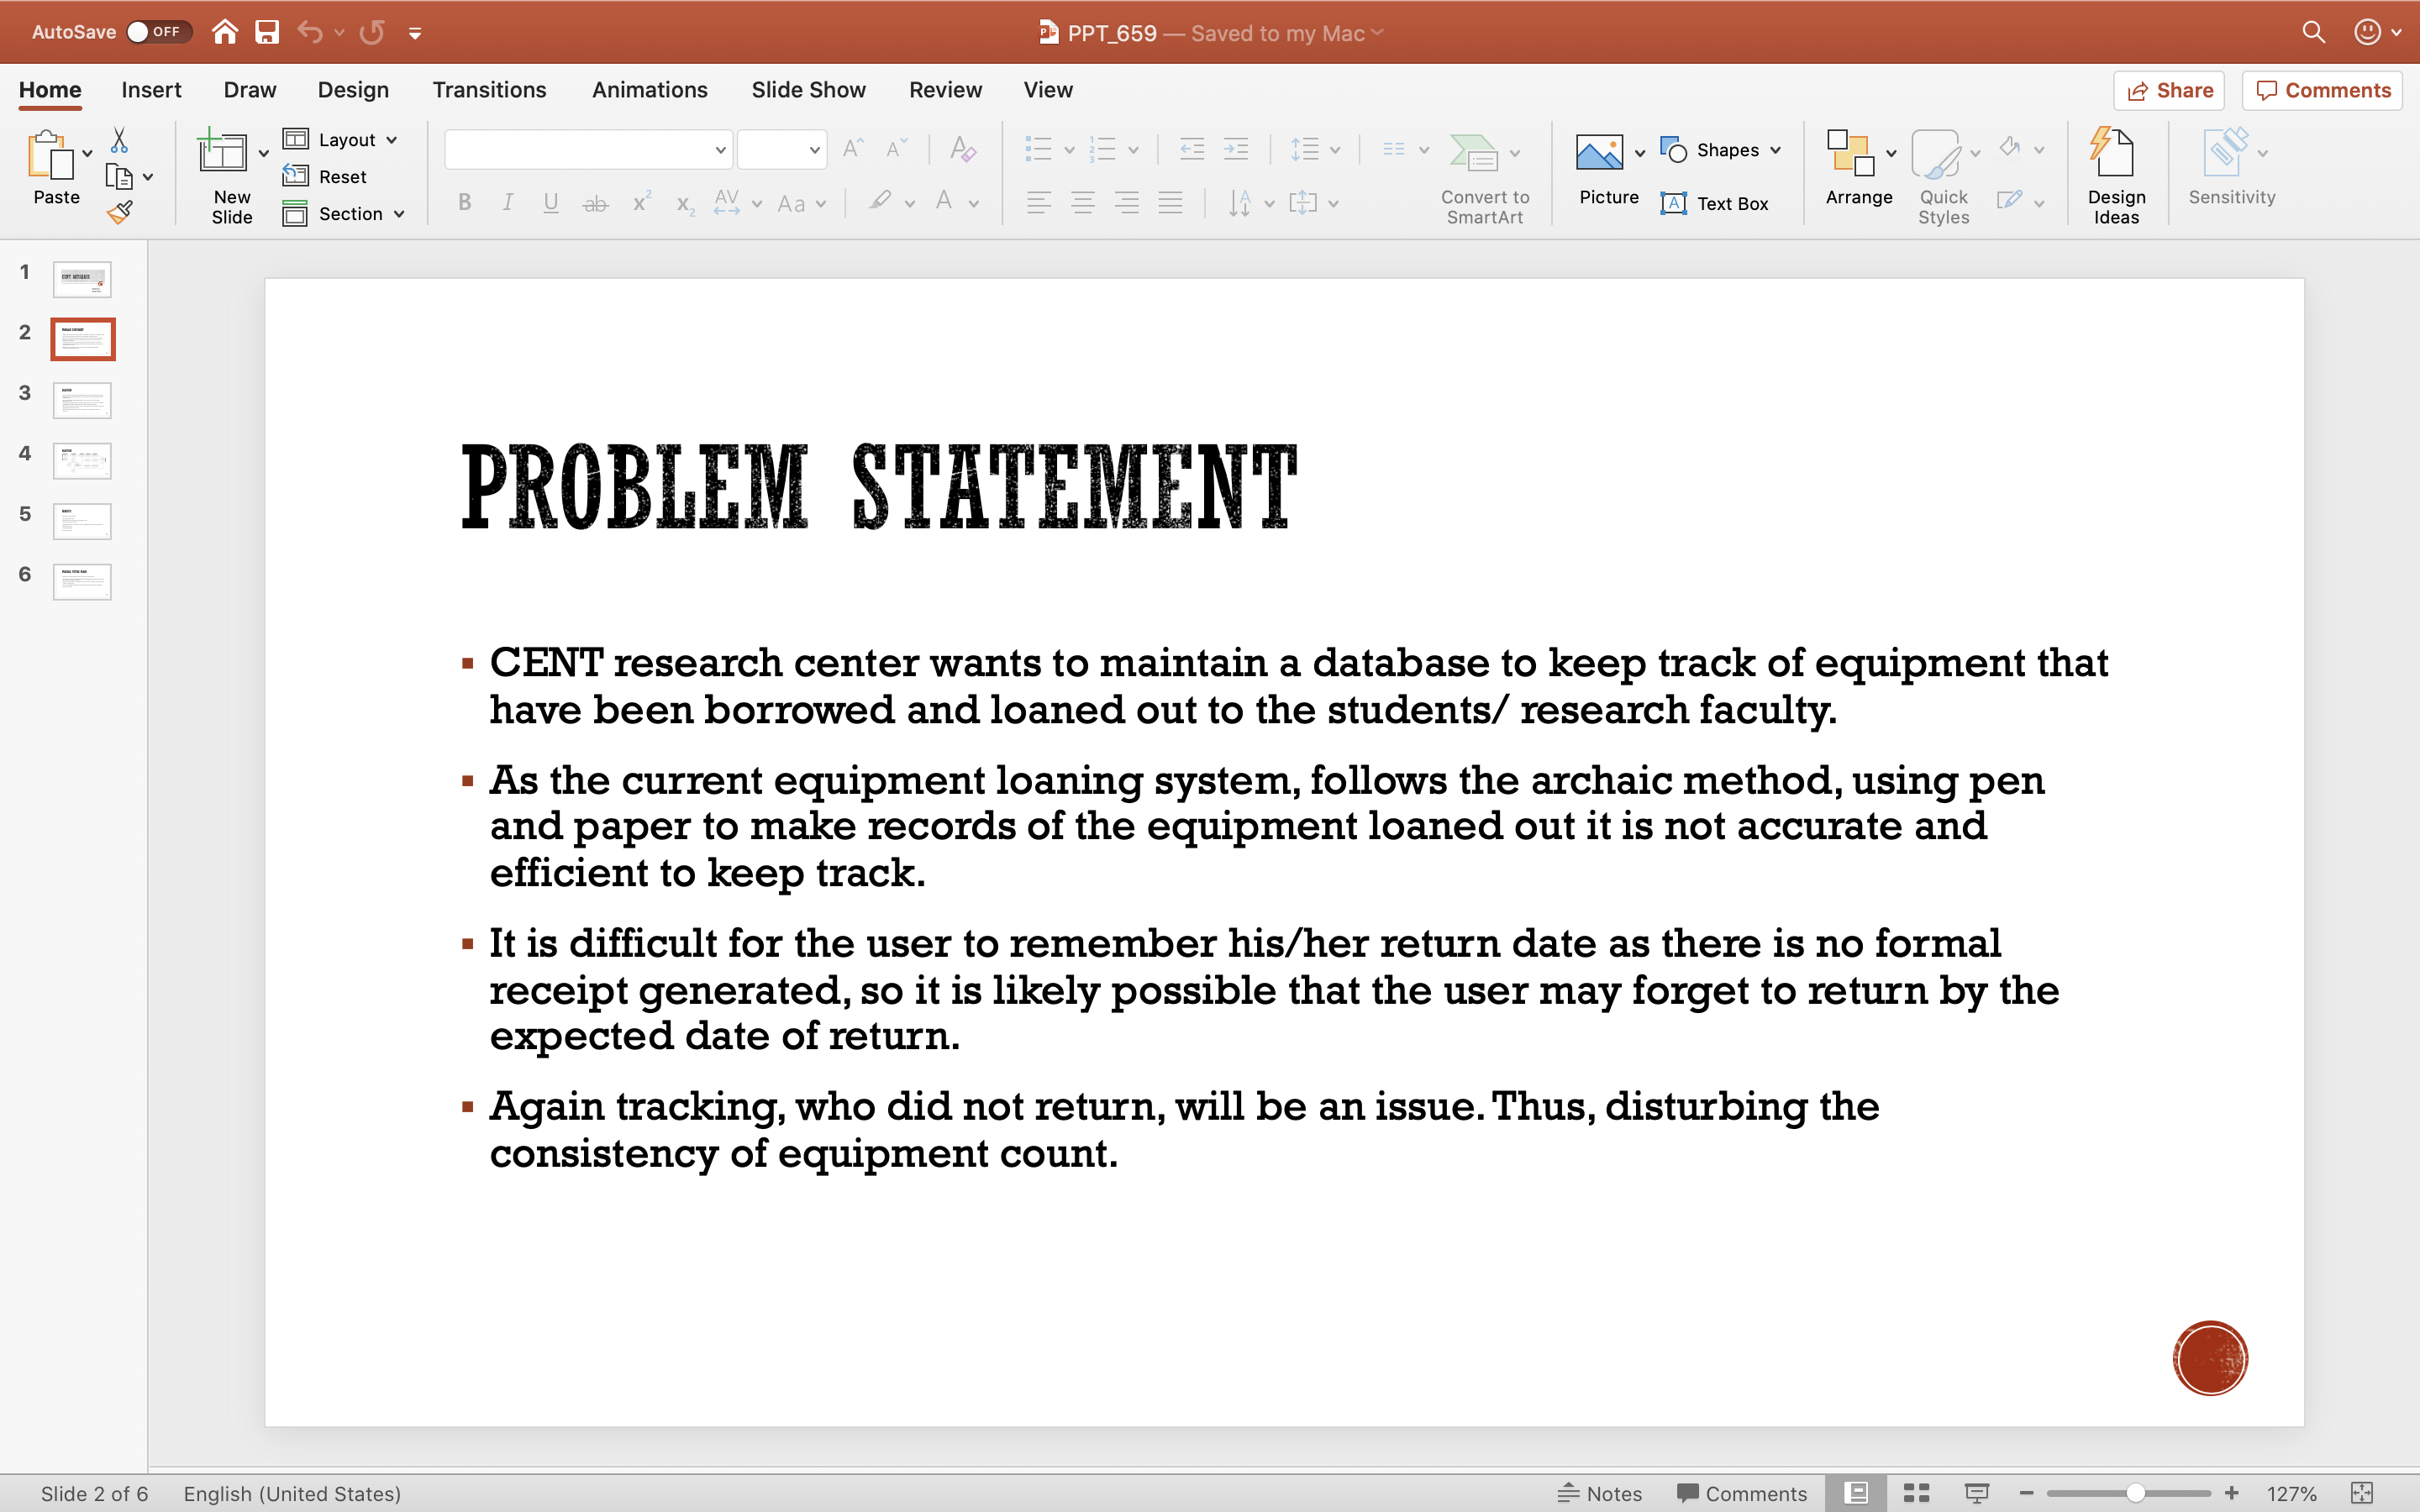 AutoSave OFF PPT_659 — Saved to my Mac
Home Insert Draw Design Transitions Animations Slide Show Review View Share Comments
Paste New Slide Layout Reset Section Convert to SmartArt Picture Shapes Text Box Arrange Quick Styles Design Ideas Sensitivity
1
2
3
4
5
6
PROBLEM STATEMENT
CENT research center wants to maintain a database to keep track of equipment that
have been borrowed and loaned out to the students/ research faculty.
As the current equipment loaning system, follows the archaic method, using pen
and paper to make records of the equipment loaned out it is not accurate and
efficient to keep track.
It is difficult for the user to remember his/her return date as there is no formal
receipt generated, so it is likely possible that the user may forget to return by the
expected date of return.
Again tracking, who did not return, will be an issue. Thus, disturbing the
consistency of equipment count.
Slide 2 of 6 English (United States) Notes Comments 127%